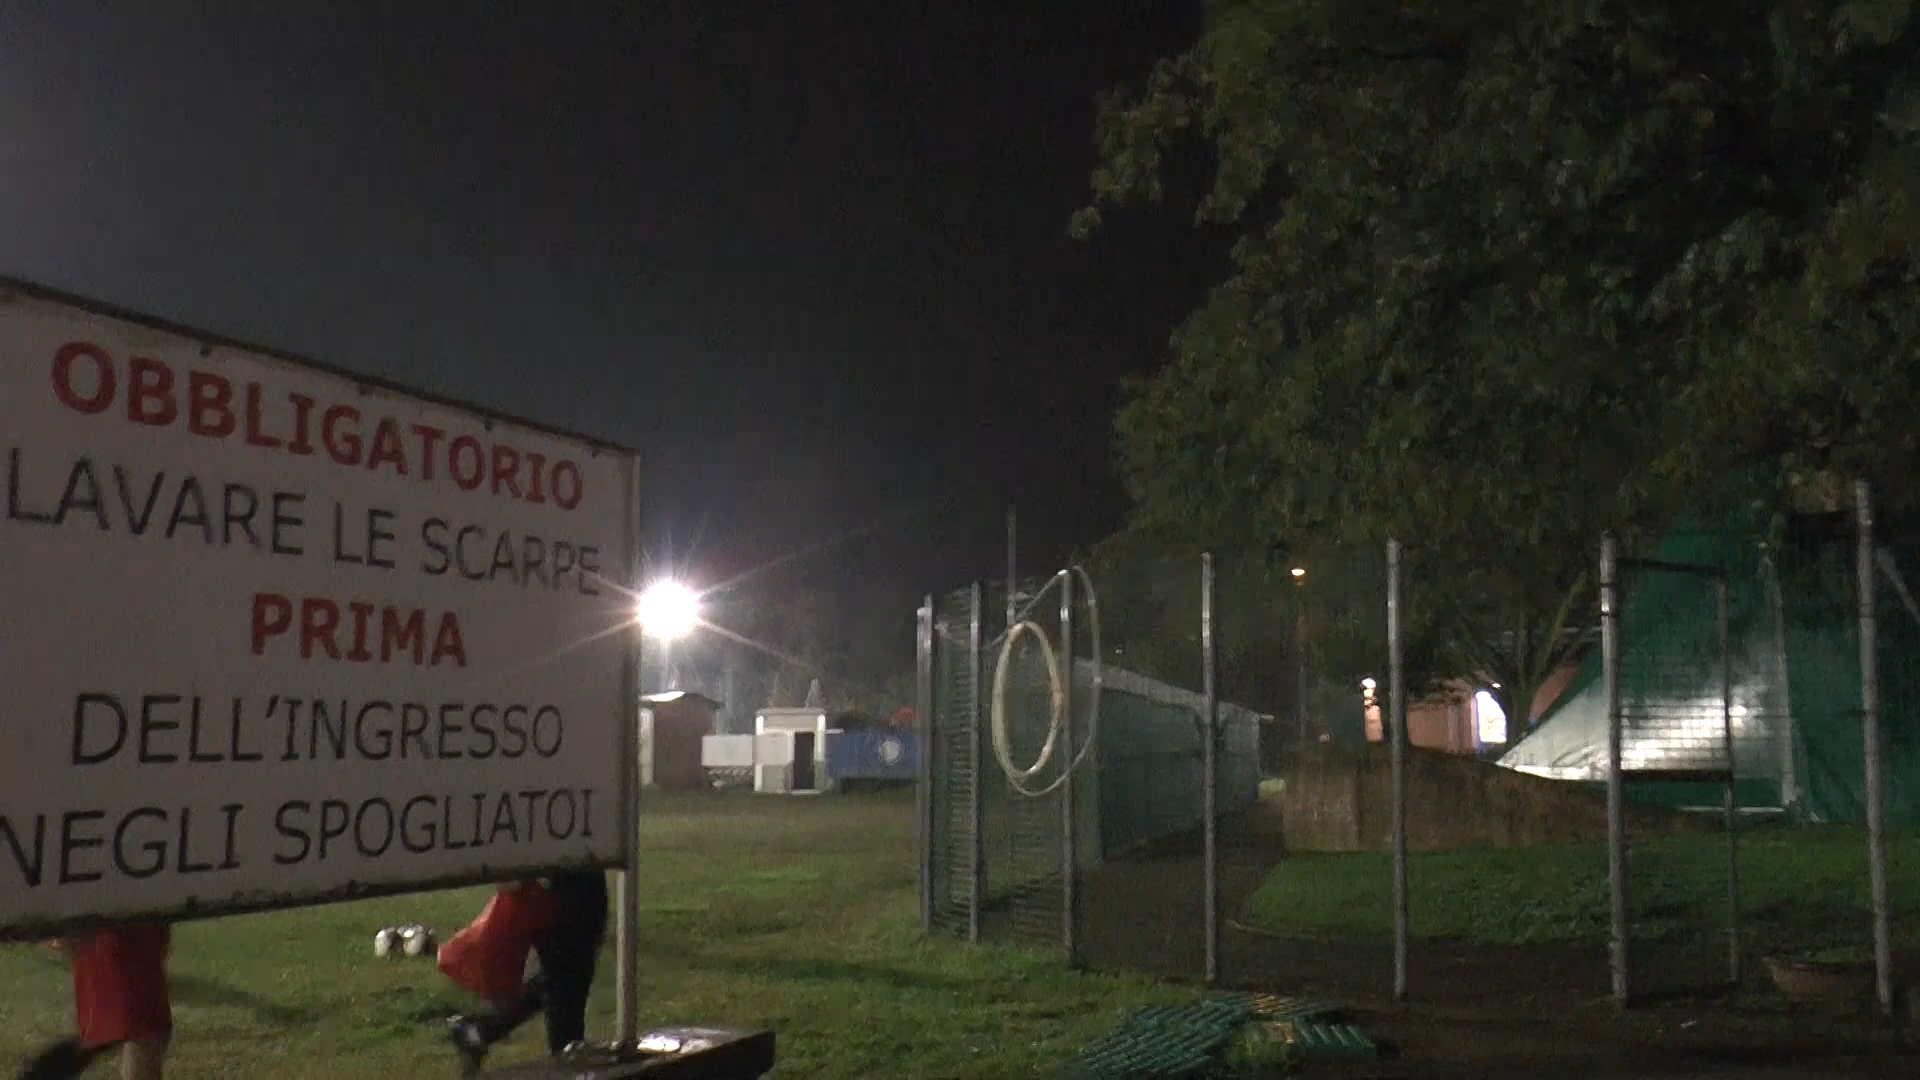 OBBLIGATORIO
LAVARE LE SCARPE
PRIMA
DELL'INGRESSO
NEGLI SPOGLIATOI